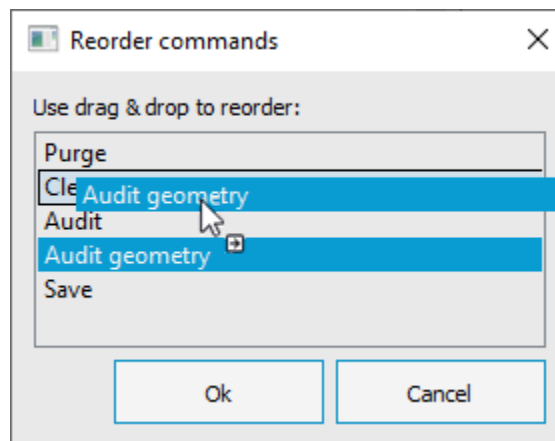 Reorder commands
Use drag & drop to reorder:
Purge
Audit geometry
Audit
Audit geometry
Save
Ok
Cancel